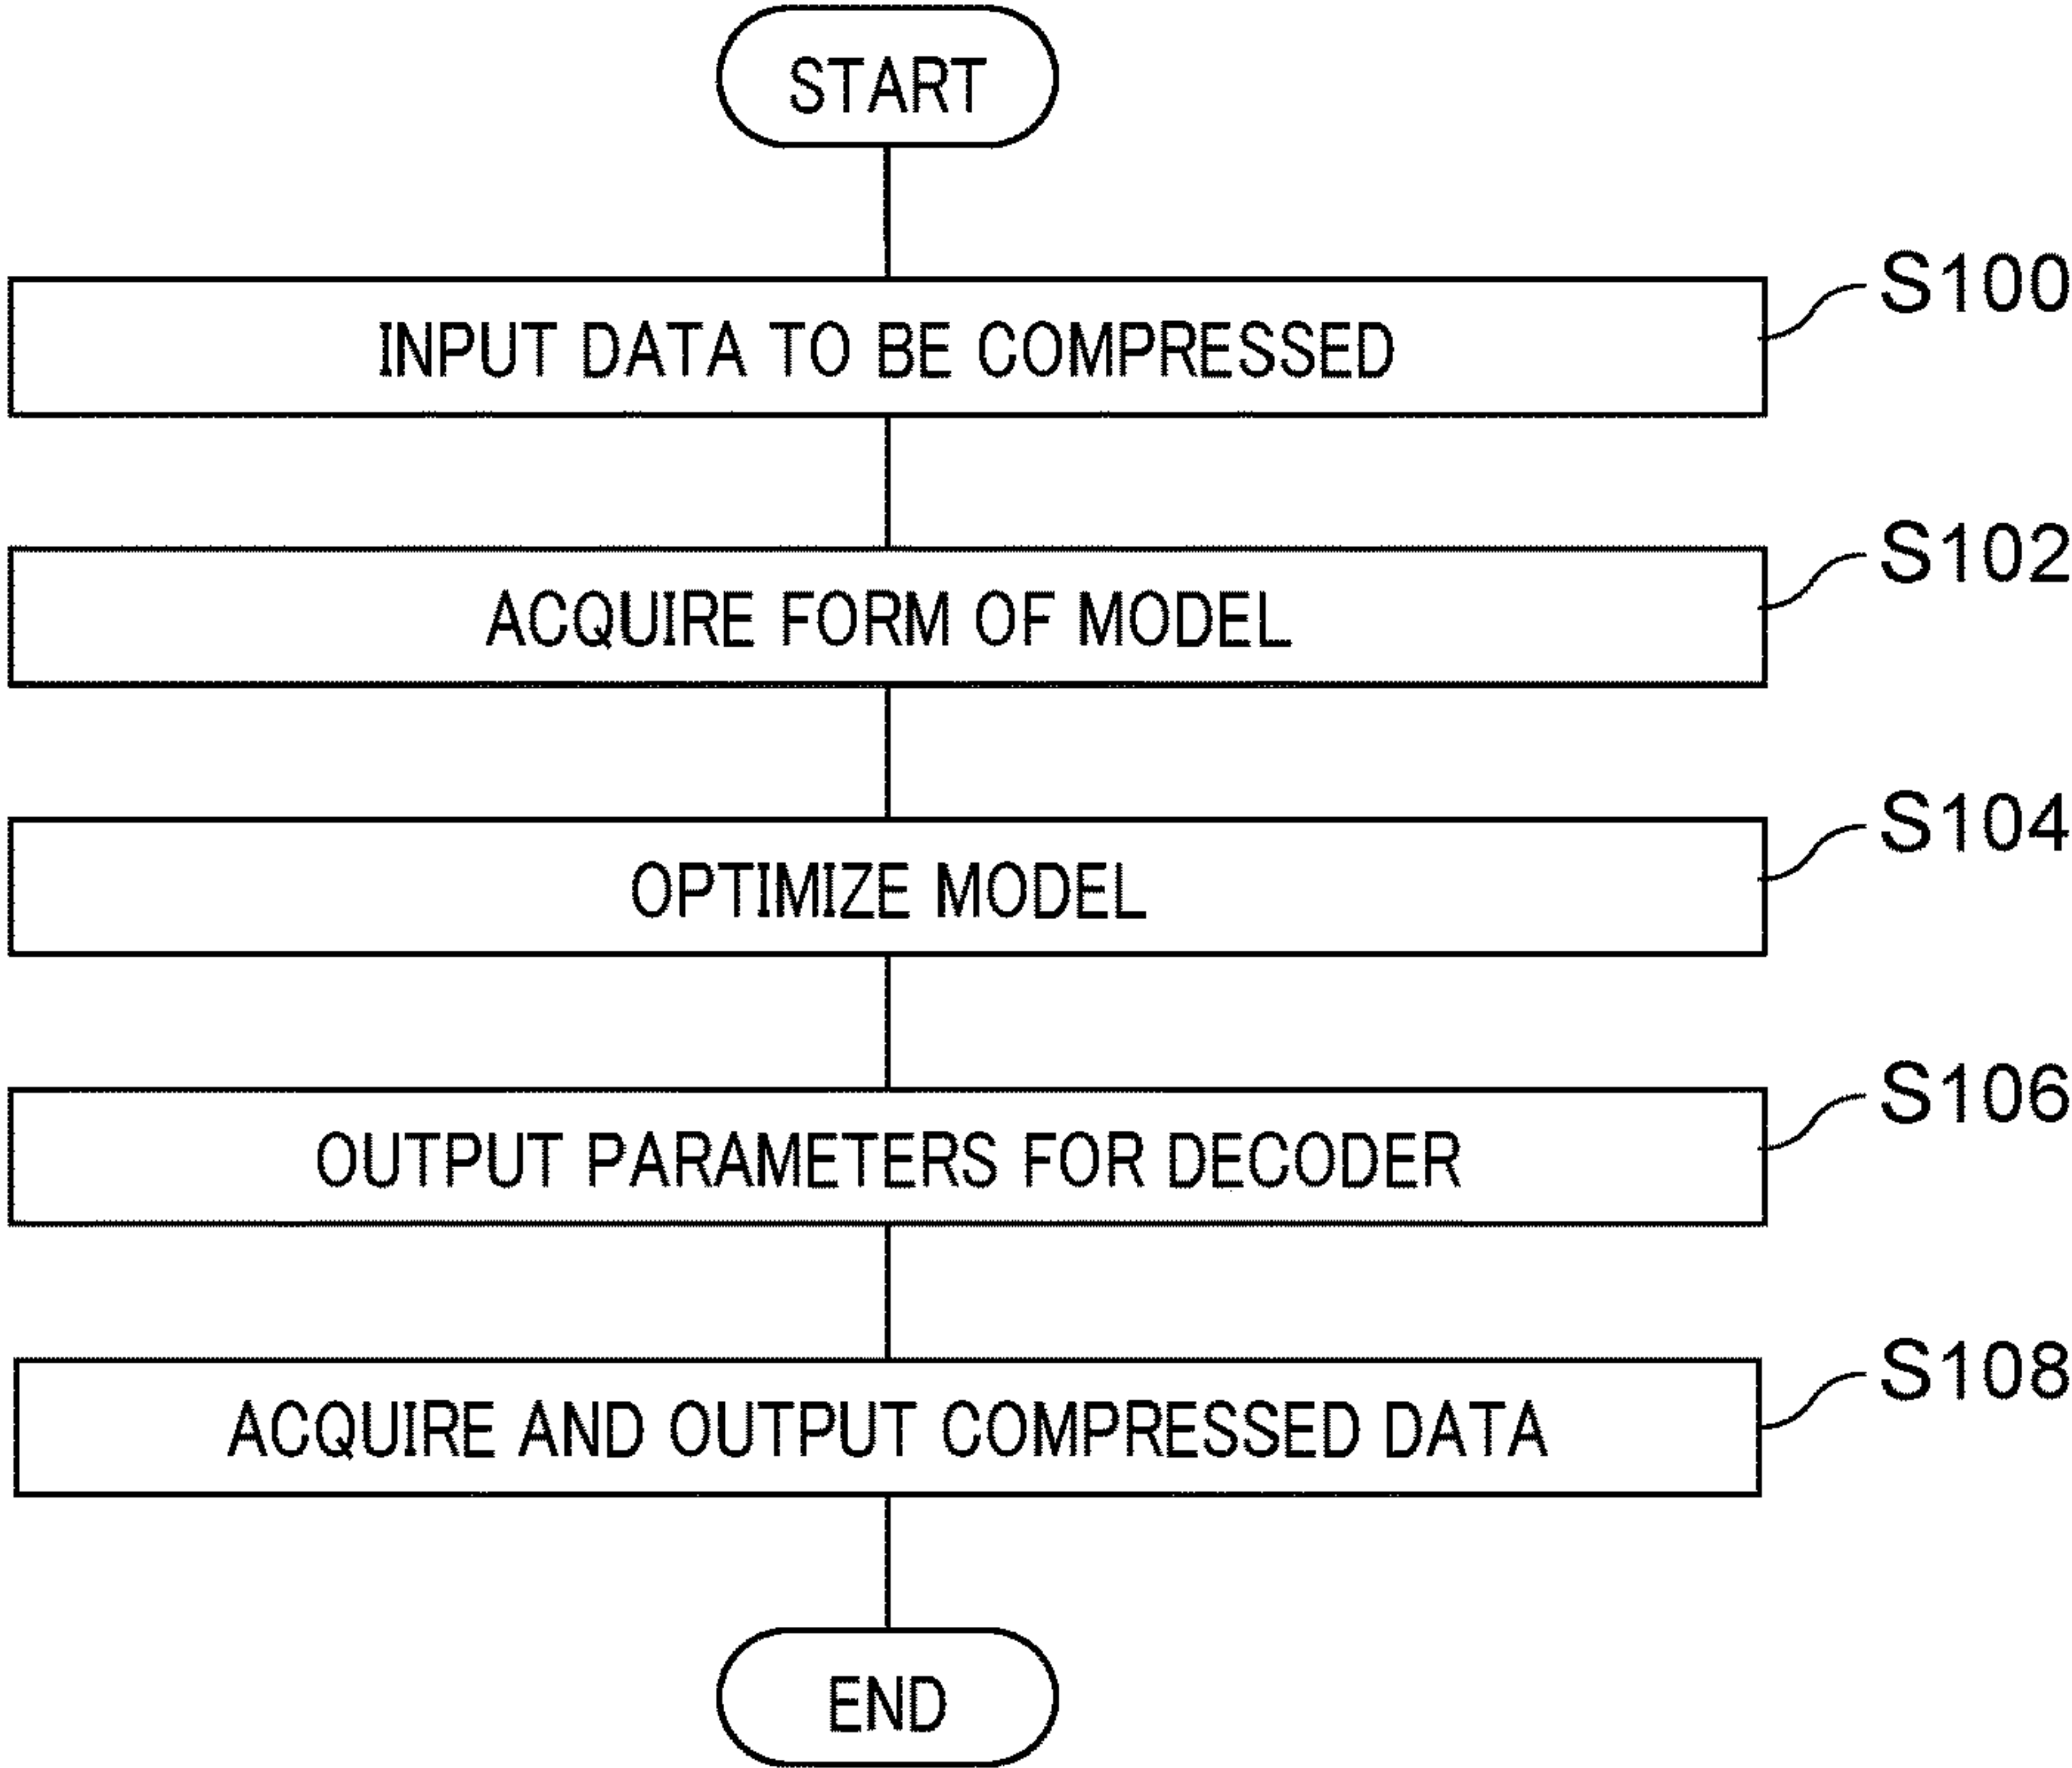 START
INPUT DATA TO BE COMPRESSED
S100
ACQUIRE FORM OF MODEL
S102
OPTIMIZE MODEL
S104
OUTPUT PARAMETERS FOR DECODER
S106
ACQUIRE AND OUTPUT COMPRESSED DATA
S108
END